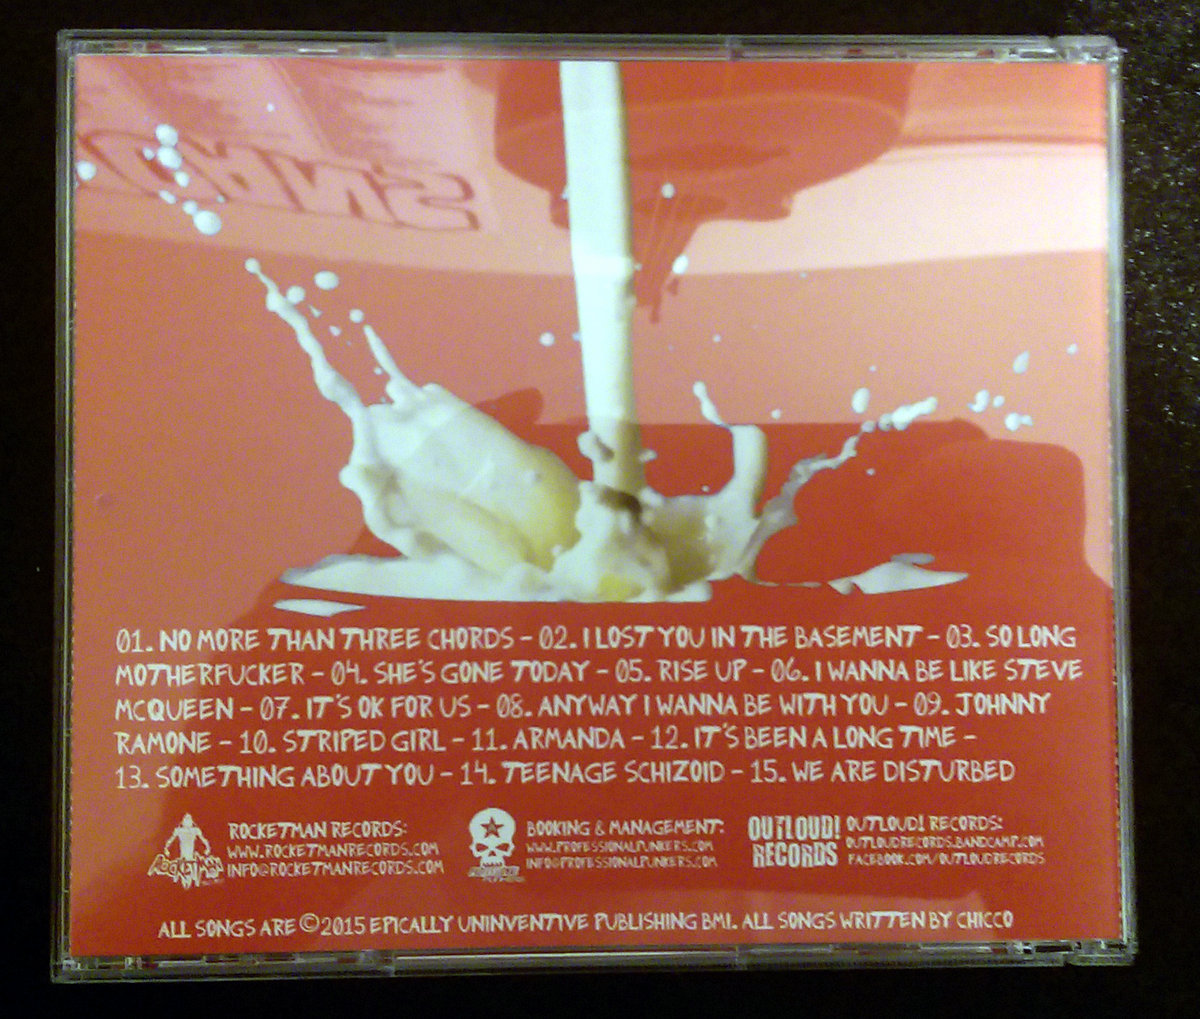 01. NO MORE THAN THREE CHORDS - 02. I LOST YOU IN THE BASEMENT - 03. SO LONG
MOTHERFUCKER - 04. SHE'S GONE TODAY - 05. RISE UP - 06. I WANNA BE LIKE STEVE
MCQUEEN - 07. IT'S OK FOR US - 08. ANYWAY I WANNA BE WITH YOU - 09. JOHNNY
RAMONE - 10. STRIPED GIRL - 11. ARMANDA - 12. IT'S BEEN A LONG TIME -
13. SOMETHING ABOUT YOU - 14. TEENAGE SCHIZOID - 15. WE ARE DISTURBED
ROCKETMAN
ROCKETMAN RECORDS:
WWW.ROCKETMANRECORDS.COM
INFO@ROCKETMANRECORDS.COM
BOOKING & MANAGEMENT:
WWW.PROFESSIONALPUNKERS.COM
INFO@PROFESSIONALPUNKERS.COM
OUTLOUD!
RECORDS
OUTLOUD! RECORDS:
OUTLOUDRECORDS.BANDCAMP.COM
FACEBOOK.COM/OUTLOUDRECORDS
ALL SONGS ARE ©2015 EPICALLY UNINVENTIVE PUBLISHING BMI. ALL SONGS WRITTEN BY CHICCO